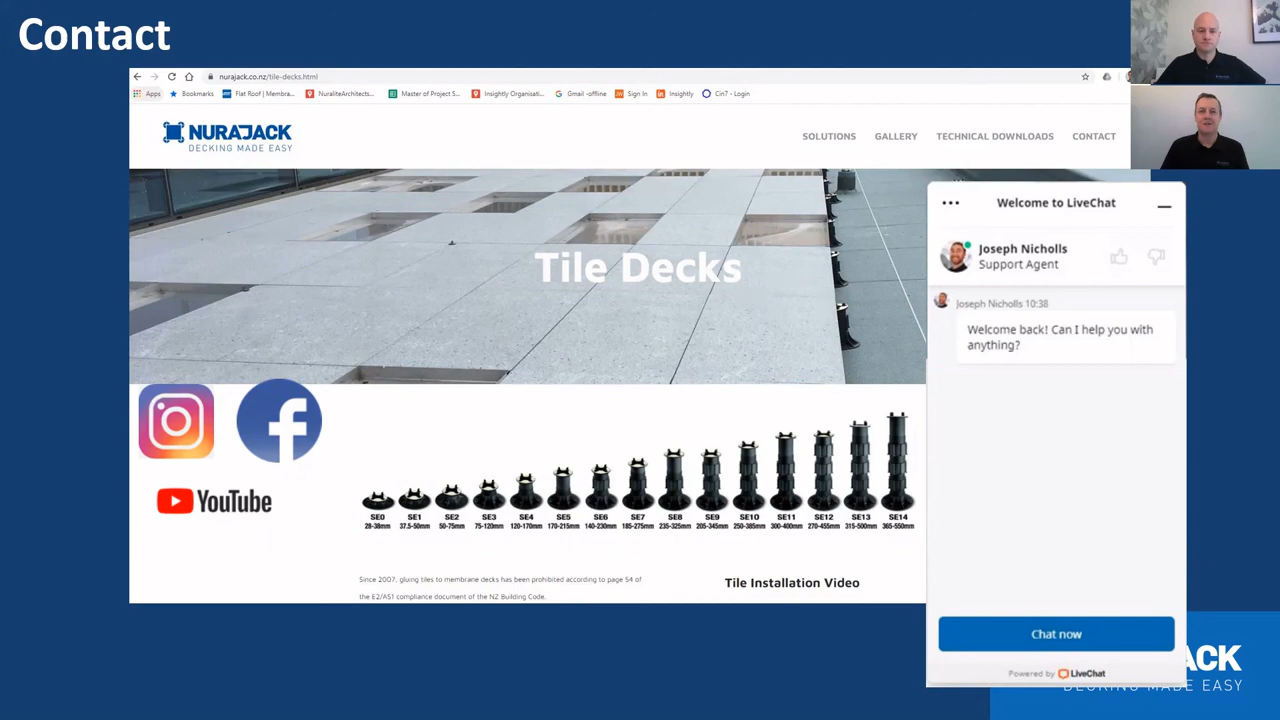 Contact
nurajack.co.nz/tile-decks.html
Apps Bookmarks Flat Roof | Membra... NuraliteArchitects... Master of Project S... Insightly Organisati... Gmail -offline Sign In Insightly Cin7 - Login
NURAJACK
DECKING MADE EASY
SOLUTIONS GALLERY TECHNICAL DOWNLOADS CONTACT
Tile Decks
Welcome to LiveChat
Joseph Nicholls
Support Agent
Joseph Nicholls 10:38
Welcome back! Can I help you with
anything?
YouTube
SE0 SE1 SE2 SE3 SE4 SE5 SE6 SE7 SE8 SE9 SE10 SE11 SE12 SE13 SE14
28-38mm 37.5-50mm 50-75mm 75-120mm 120-170mm 170-215mm 140-230mm 185-275mm 235-325mm 205-345mm 250-385mm 300-400mm 270-455mm 315-500mm 365-550mm
Since 2007, gluing tiles to membrane decks has been prohibited according to page 54 of
the E2/AS1 compliance document of the NZ Building Code.
Tile Installation Video
Chat now
Powered by LiveChat
ACK
DECKING MADE EASY